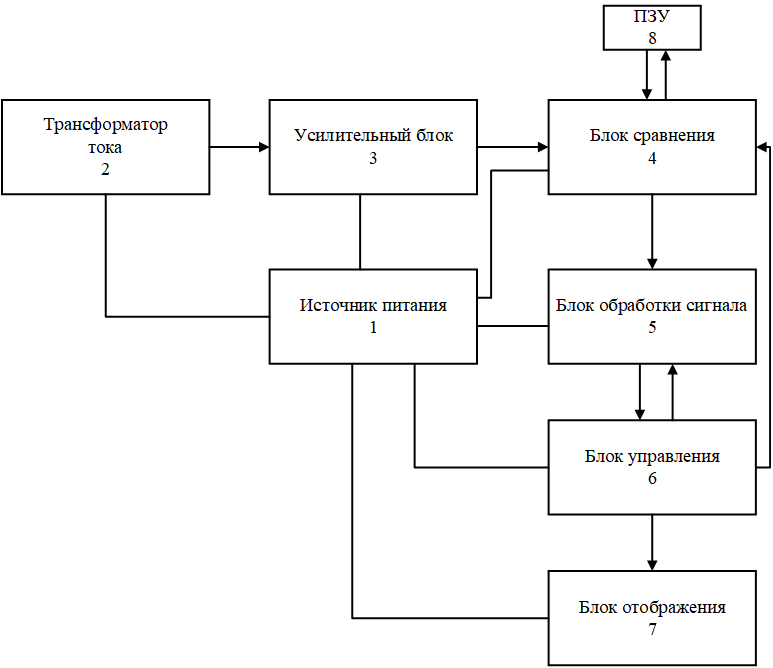 ПЗУ
8
Трансформатор
тока
2
Усилительный блок
3
Блок сравнения
4
Источник питания
1
Блок обработки сигнала
5
Блок управления
6
Блок отображения
7